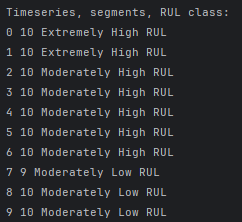 Timeseries, segments, RUL class:
0 10 Extremely High RUL
1 10 Extremely High RUL
2 10 Moderately High RUL
3 10 Moderately High RUL
4 10 Moderately High RUL
5 10 Moderately High RUL
6 10 Moderately High RUL
7 9 Moderately Low RUL
8 10 Moderately Low RUL
9 10 Moderately Low RUL